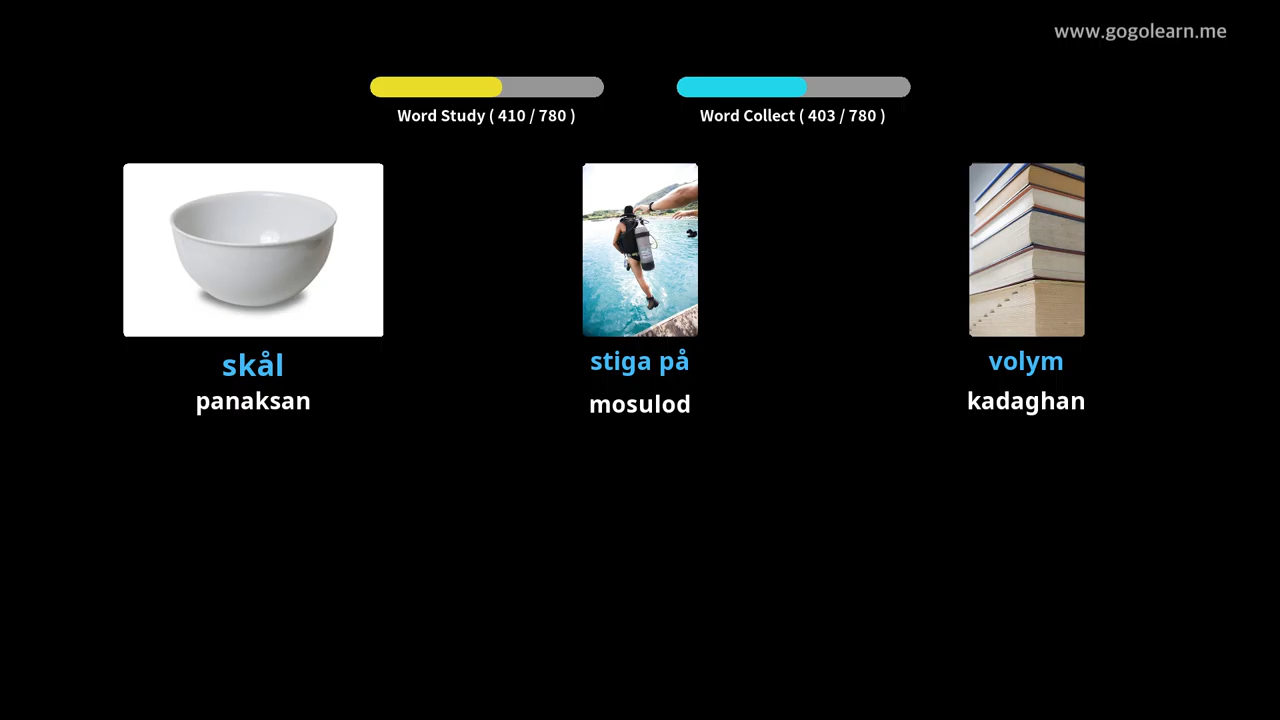 www.gogolearn.me
Word Study ( 410 / 780 )
Word Collect ( 403 / 780 )
skål
panaksan
stiga på
mosulod
volym
kadaghan